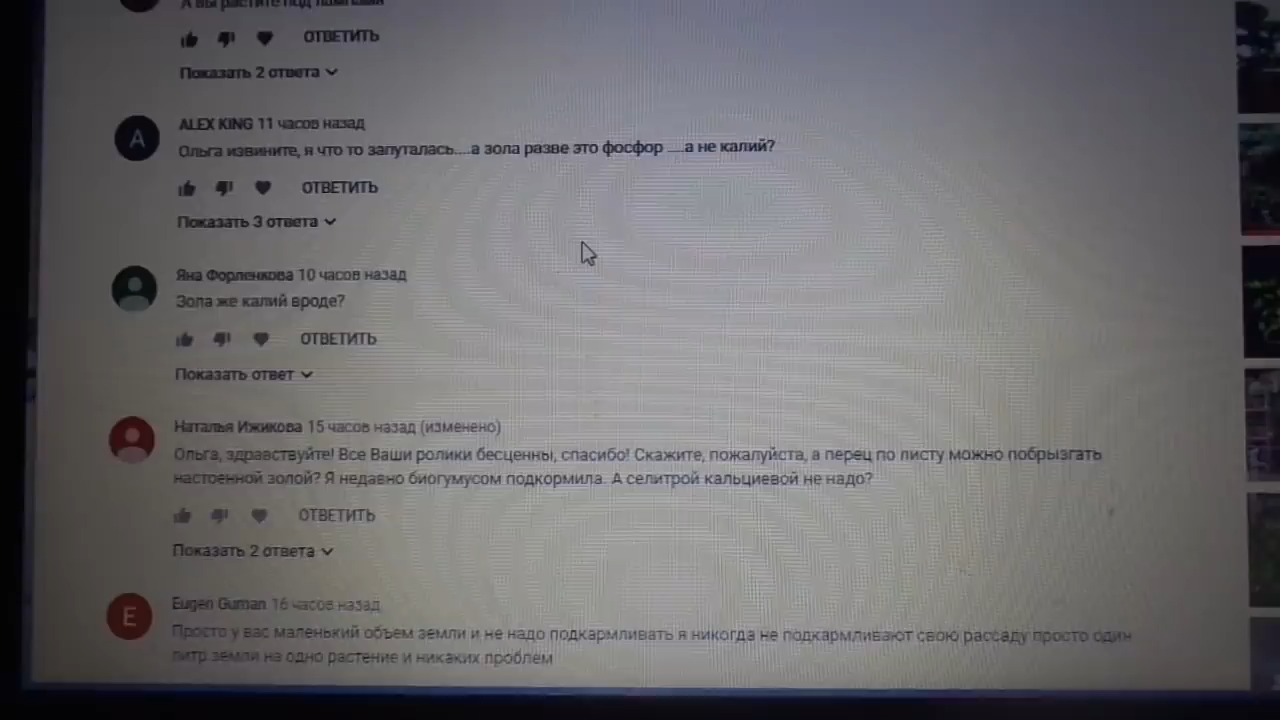 А вы растите под лампами
ОТВЕТИТЬ
Показать 2 ответа
ALEX KING 11 часов назад
Ольга извините, я что то запуталась....а зола разве это фосфор ....а не калий?
ОТВЕТИТЬ
Показать 3 ответа
Яна Форленкова 10 часов назад
Зола же калий вроде?
ОТВЕТИТЬ
Показать ответ
Наталья Ижикова 15 часов назад (изменено)
Ольга, здравствуйте! Все Ваши ролики бесценны, спасибо! Скажите, пожалуйста, а перец по листу можно побрызгать
настоенной золой? Я недавно биогумусом подкормила. А селитрой кальциевой не надо?
ОТВЕТИТЬ
Показать 2 ответа
Eugen Guman 16 часов назад
Просто у вас маленький объем земли и не надо подкармливать я никогда не подкармливают свою рассаду просто один
литр земли на одно растение и никаких проблем
A
E